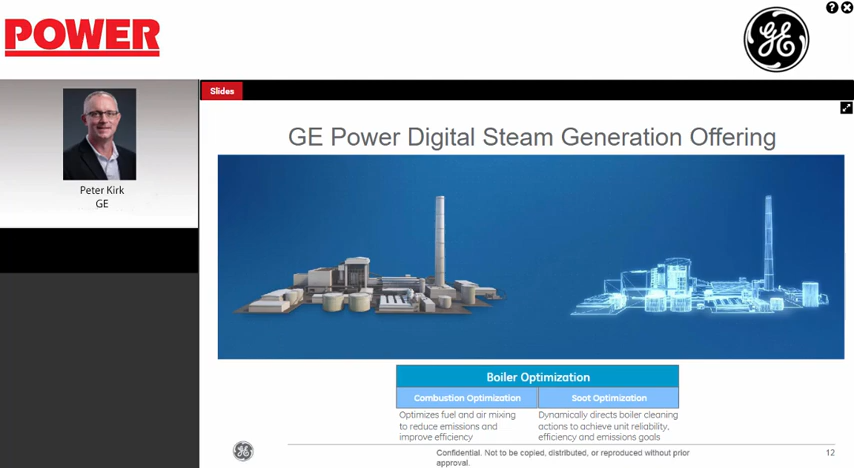 POWER
GE
Slides
Peter Kirk
GE
GE Power Digital Steam Generation Offering
Boiler Optimization
Combustion Optimization
Soot Optimization
Optimizes fuel and air mixing
to reduce emissions and
improve efficiency
Dynamically directs boiler cleaning
actions to achieve unit reliability,
efficiency and emissions goals
Confidential. Not to be copied, distributed, or reproduced without prior
approval.
12